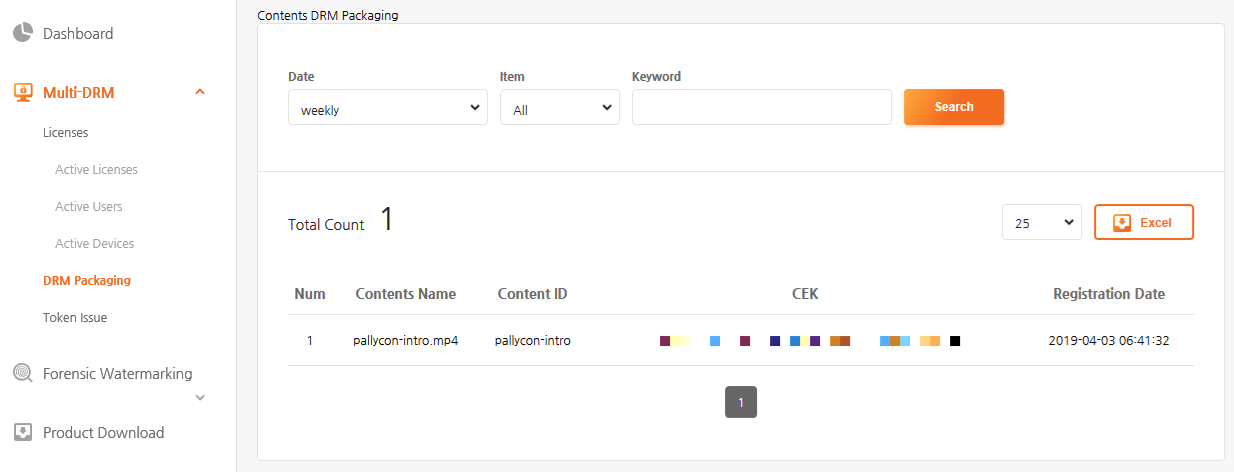 Dashboard
Multi-DRM
Licenses
Active Licenses
Active Users
Active Devices
DRM Packaging
Token Issue
Forensic Watermarking
Product Download
Contents DRM Packaging
Date Item Keyword
weekly All Search
Total Count 1 25 Excel
Num Contents Name Content ID CEK Registration Date
1 pallycon-intro.mp4 pallycon-intro 2019-04-03 06:41:32
1